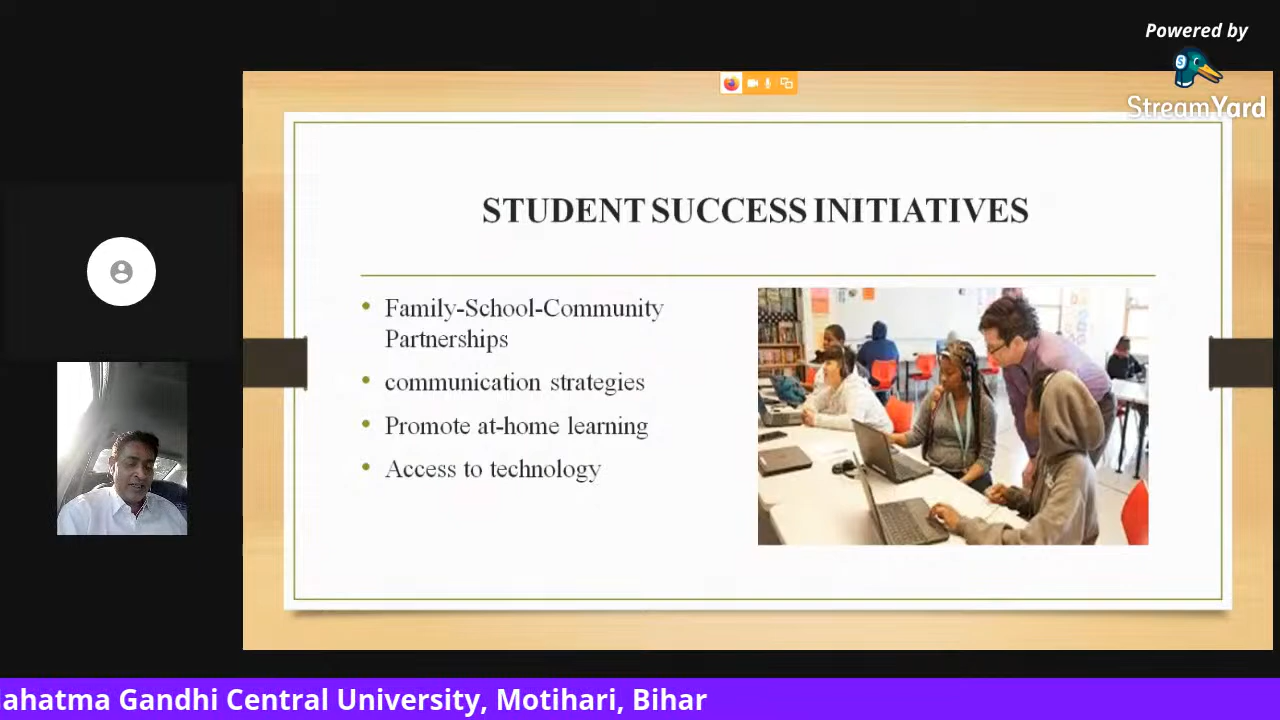 Powered by
StreamYard
STUDENT SUCCESS INITIATIVES
• Family-School-Community
Partnerships
• communication strategies
• Promote at-home learning
• Access to technology
ahatma Gandhi Central University, Motihari, Bihar